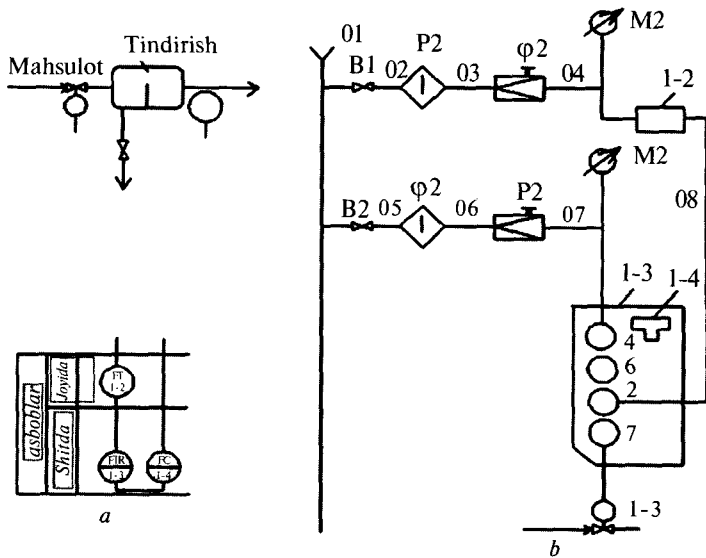 Mahsulot
Tindirish
asboblar
Joyida
Shitda
FT
1-2
FIR
1-3
FC
1-4
a
01
B1
02
P2
03
φ2
04
M2
1-2
M2
B2
05
φ2
06
P2
07
08
1-3
1-4
4
6
2
7
1-3
b